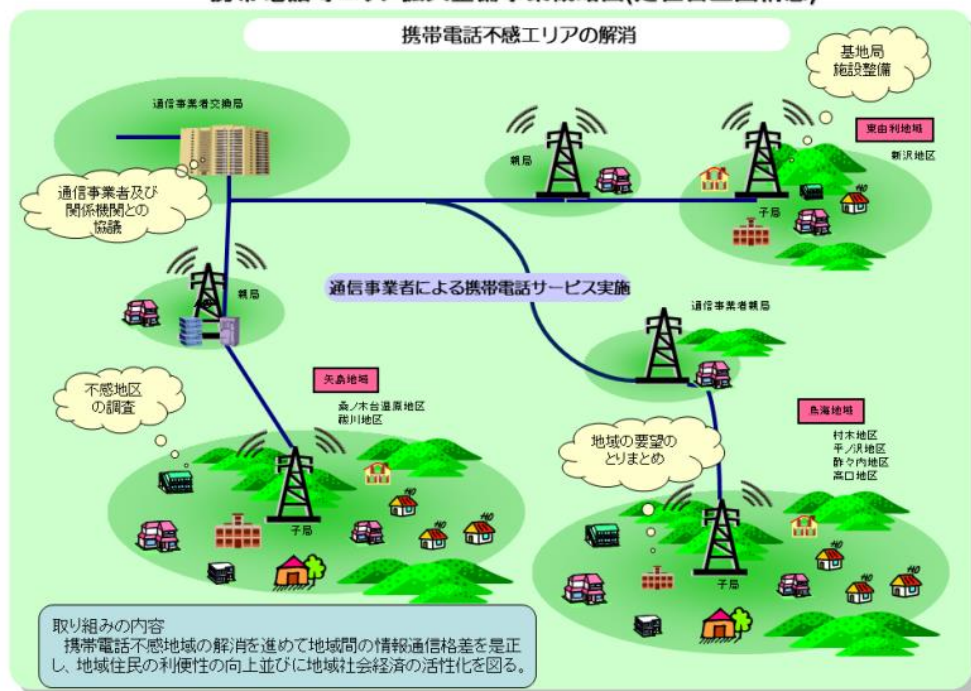 携帯電話不感エリアの解消
基地局
施設整備
通信事業者交換局
東由利地域
新沢地区
親局
子局
通信事業者及び
関係機関との
協議
親局
通信事業者による携帯電話サービス実施
通信事業者親局
不感地区
の調査
矢島地域
桑ノ木台湿原地区
祓川地区
鳥海地域
村木地区
平ノ沢地区
高口地区
地域の要望の
とりまとめ
子局
子局
取り組みの内容
携帯電話不感地域の解消を進めて地域間の情報通信格差を是正
し、地域住民の利便性の向上並びに地域社会経済の活性化を図る。